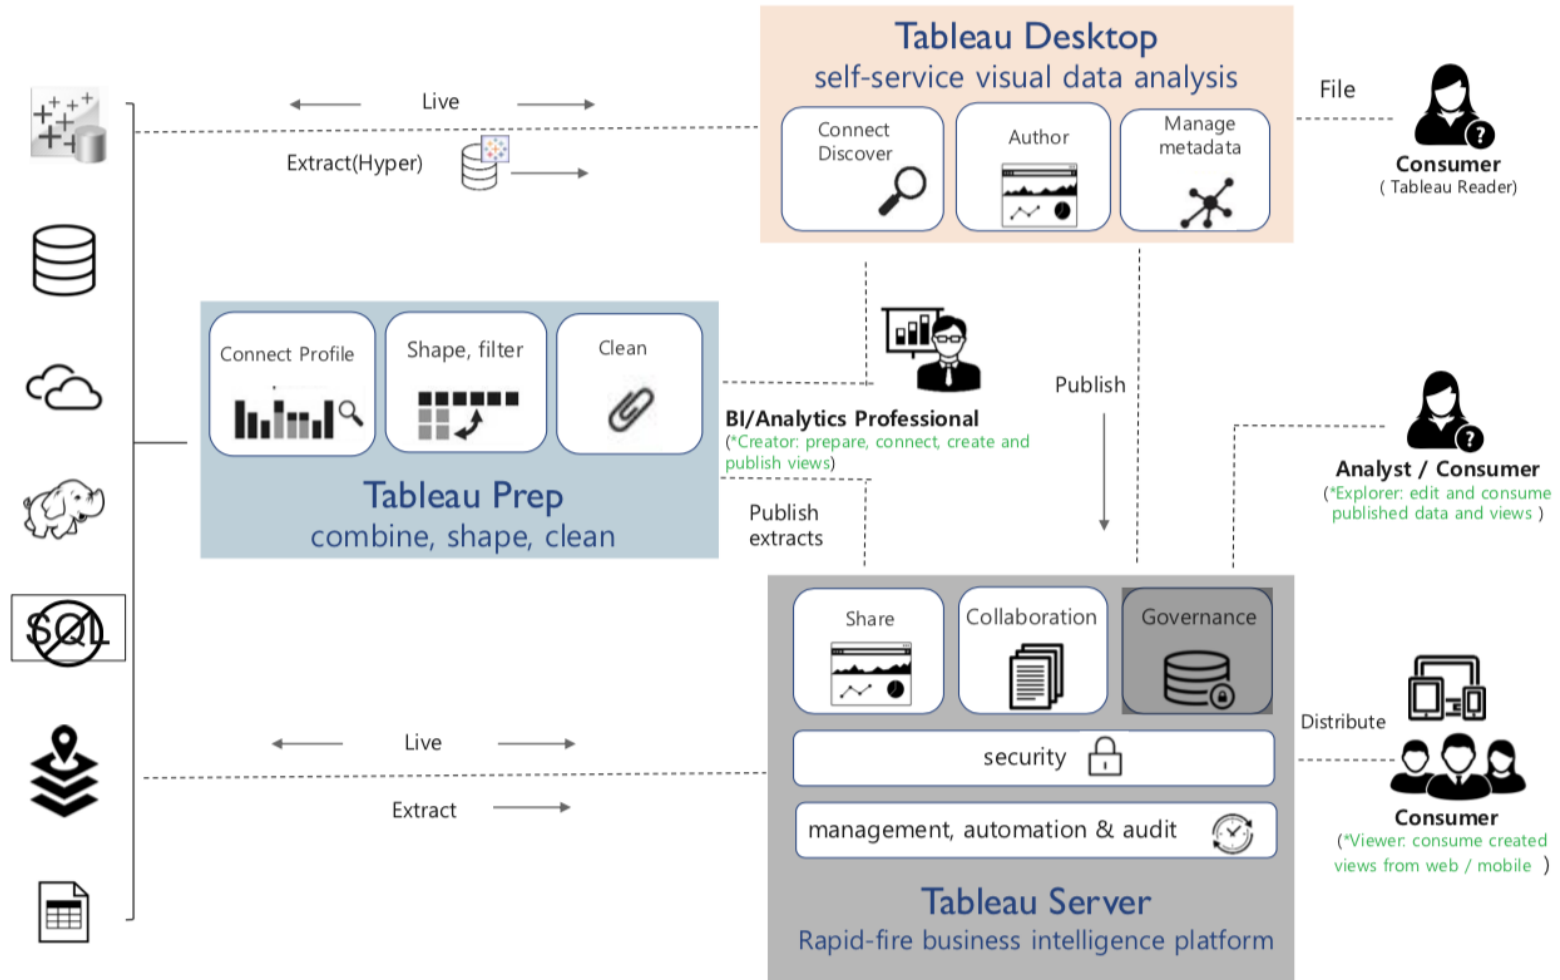 Tableau Desktop
self-service visual data analysis
Connect
Discover
Author
Manage
metadata
File
Consumer
( Tableau Reader)
Live
Extract(Hyper)
Connect Profile
Shape, filter
Clean
Tableau Prep
combine, shape, clean
BI/Analytics Professional
(*Creator: prepare, connect, create and
publish views)
Publish
extracts
Publish
Analyst / Consumer
(*Explorer: edit and consume
published data and views )
SQL
Live
Extract
Share
Collaboration
Governance
security
management, automation & audit
Tableau Server
Rapid-fire business intelligence platform
Distribute
Consumer
(*Viewer: consume created
views from web / mobile )